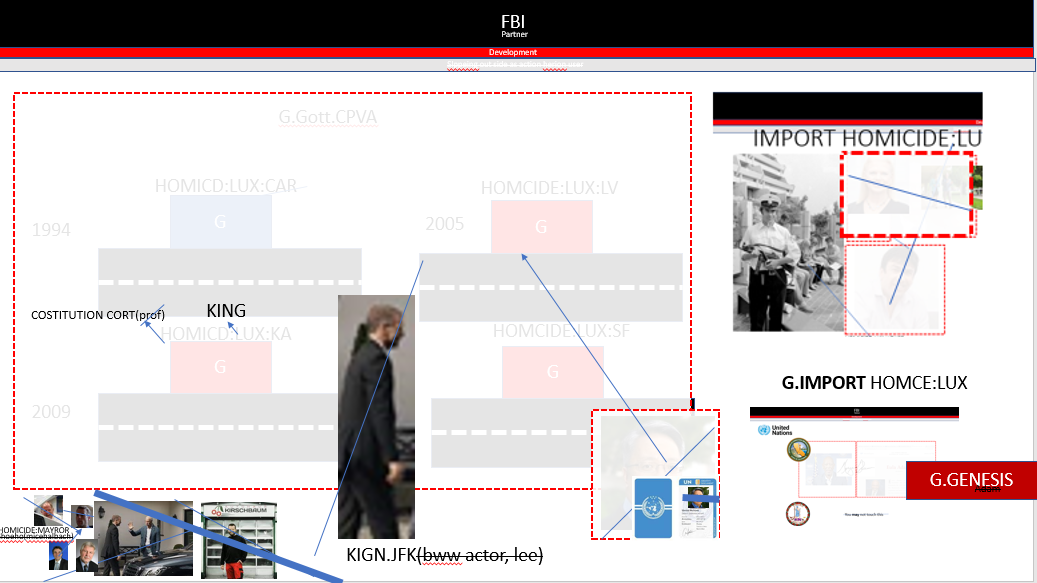 FBI
Partner
Development
G.Gott.CPVA
HOMICD:LUX:CAR
HOMCIDE:LUX:LV
1994
G
2005
G
COSTITUTION CORT(prof)
KING
HOMICD:LUX:KA
HOMCIDE:LUX:SF
G
G
2009
IMPORT HOMICIDE:LU
G.IMPORT HOMCE:LUX
United
Nations
G.GENESIS
HOMICIDE:MAYROR
KIRSCHBAUM
UN
KIGN.JFK(bww actor, lee)